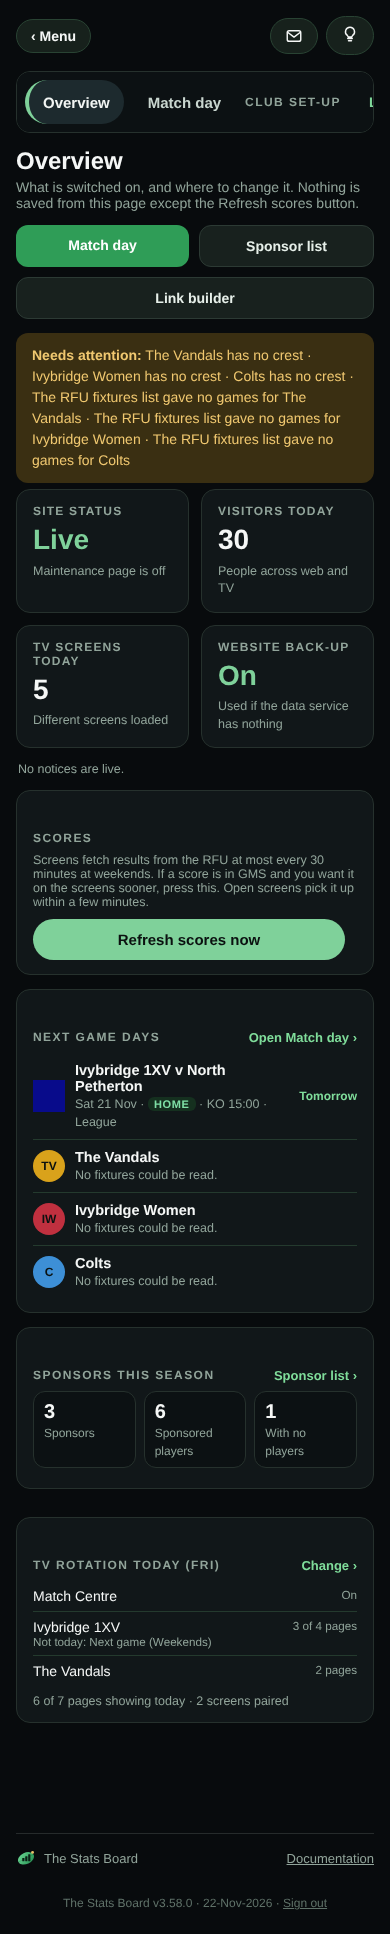 ‹ Menu
Overview
Match day
CLUB SET-UP
Overview
What is switched on, and where to change it. Nothing is
saved from this page except the Refresh scores button.
Match day
Sponsor list
Link builder
Needs attention: The Vandals has no crest ·
Ivybridge Women has no crest · Colts has no crest ·
The RFU fixtures list gave no games for The
Vandals · The RFU fixtures list gave no games for
Ivybridge Women · The RFU fixtures list gave no
games for Colts
SITE STATUS
Live
Maintenance page is off
VISITORS TODAY
30
People across web and
TV
TV SCREENS
TODAY
5
Different screens loaded
WEBSITE BACK-UP
On
Used if the data service
has nothing
No notices are live.
SCORES
Screens fetch results from the RFU at most every 30
minutes at weekends. If a score is in GMS and you want it
on the screens sooner, press this. Open screens pick it up
within a few minutes.
Refresh scores now
NEXT GAME DAYS
Open Match day ›
Ivybridge 1XV v North
Petherton
Sat 21 Nov · HOME · KO 15:00 ·
League
Tomorrow
TV
The Vandals
No fixtures could be read.
IW
Ivybridge Women
No fixtures could be read.
C
Colts
No fixtures could be read.
SPONSORS THIS SEASON
Sponsor list ›
3
Sponsors
6
Sponsored
players
1
With no
players
TV ROTATION TODAY (FRI)
Change ›
Match Centre
On
Ivybridge 1XV
3 of 4 pages
Not today: Next game (Weekends)
The Vandals
2 pages
6 of 7 pages showing today · 2 screens paired
The Stats Board
Documentation
The Stats Board v3.58.0 · 22-Nov-2026 · Sign out